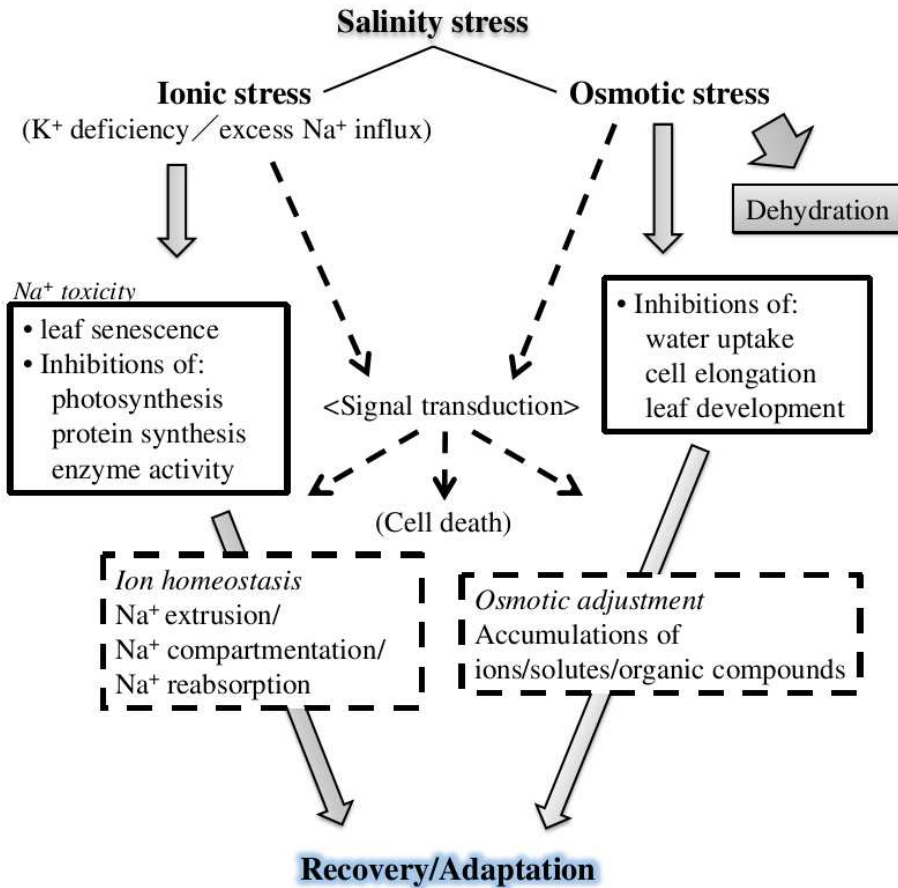 Salinity stress
Ionic stress
(K⁺ deficiency／excess Na⁺ influx)
Osmotic stress
Dehydration
Na⁺ toxicity
• leaf senescence
• Inhibitions of:
photosynthesis
protein synthesis
enzyme activity
• Inhibitions of:
water uptake
cell elongation
leaf development
<Signal transduction>
(Cell death)
Ion homeostasis
Na⁺ extrusion/
Na⁺ compartmentation/
Na⁺ reabsorption
Osmotic adjustment
Accumulations of
ions/solutes/organic compounds
Recovery/Adaptation